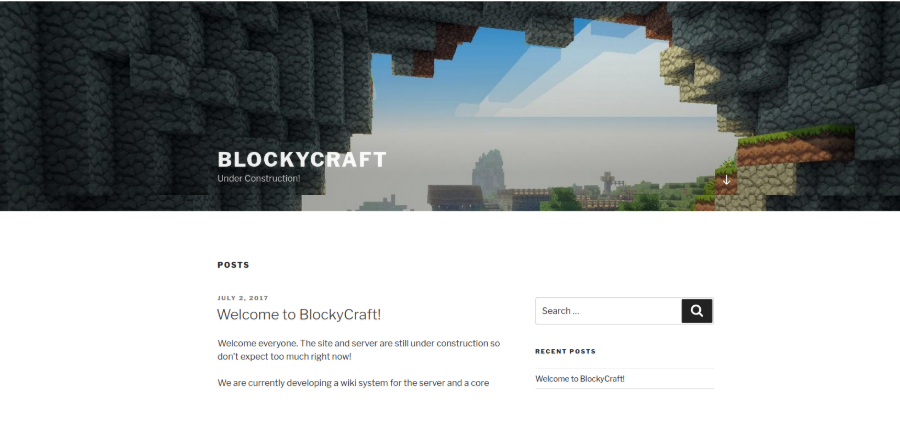 BLOCKYCRAFT
Under Construction!
POSTS
JULY 2, 2017
Welcome to BlockyCraft!
Welcome everyone. The site and server are still under construction so
don't expect too much right now!
We are currently developing a wiki system for the server and a core
Search ...
RECENT POSTS
Welcome to BlockyCraft!